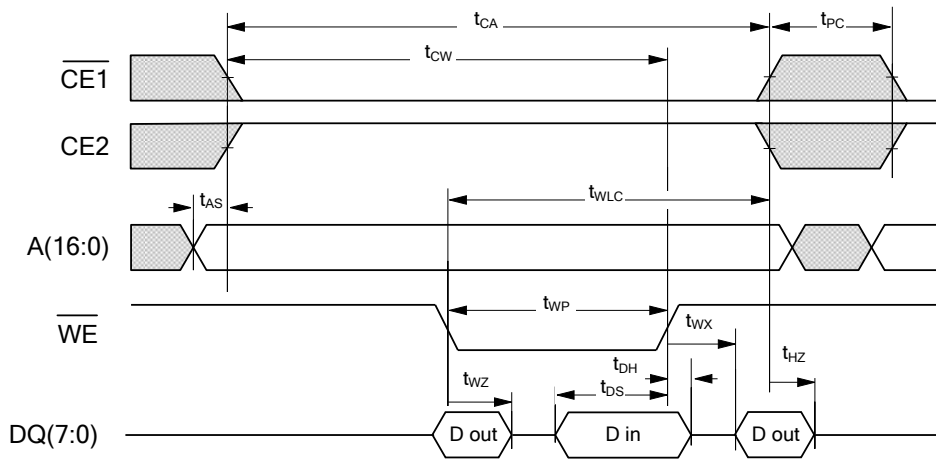 tCA
tPC
tCW
CE1
CE2
tAS
tWLC
A(16:0)
tWP
WE
tWX
tHZ
tDH
tWZ
tDS
DQ(7:0)
D out
D in
D out